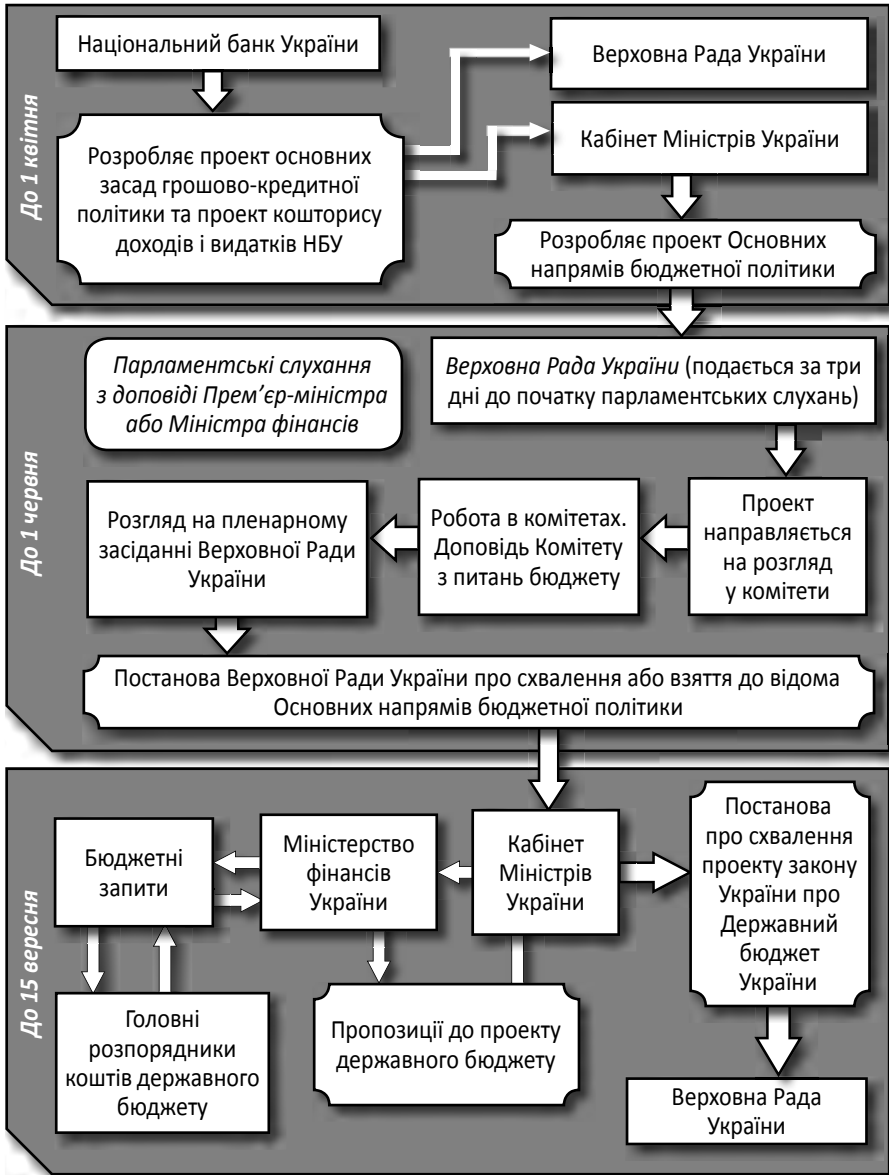 До 1 квітня
Національний банк України
Верховна Рада України
Розробляє проект основних
засад грошово-кредитної
політики та проект кошторису
доходів і видатків НБУ
Кабінет Міністрів України
Розробляє проект Основних
напрямів бюджетної політики
До 1 червня
Парламентські слухання
з доповіді Прем’єр-міністра
або Міністра фінансів
Верховна Рада України (подається за три
дні до початку парламентських слухань)
Розгляд на пленарному
засіданні Верховної Ради
України
Робота в комітетах.
Доповідь Комітету
з питань бюджету
Проект
направляється
на розгляд
у комітети
Постанова Верховної Ради України про схвалення або взяття до відома
Основних напрямів бюджетної політики
До 15 вересня
Бюджетні
запити
Міністерство
фінансів
України
Кабінет
Міністрів
України
Постанова
про схвалення
проекту закону
України про
Державний
бюджет
України
Головні
розпорядники
коштів державного
бюджету
Пропозиції до проекту
державного бюджету
Верховна Рада
України